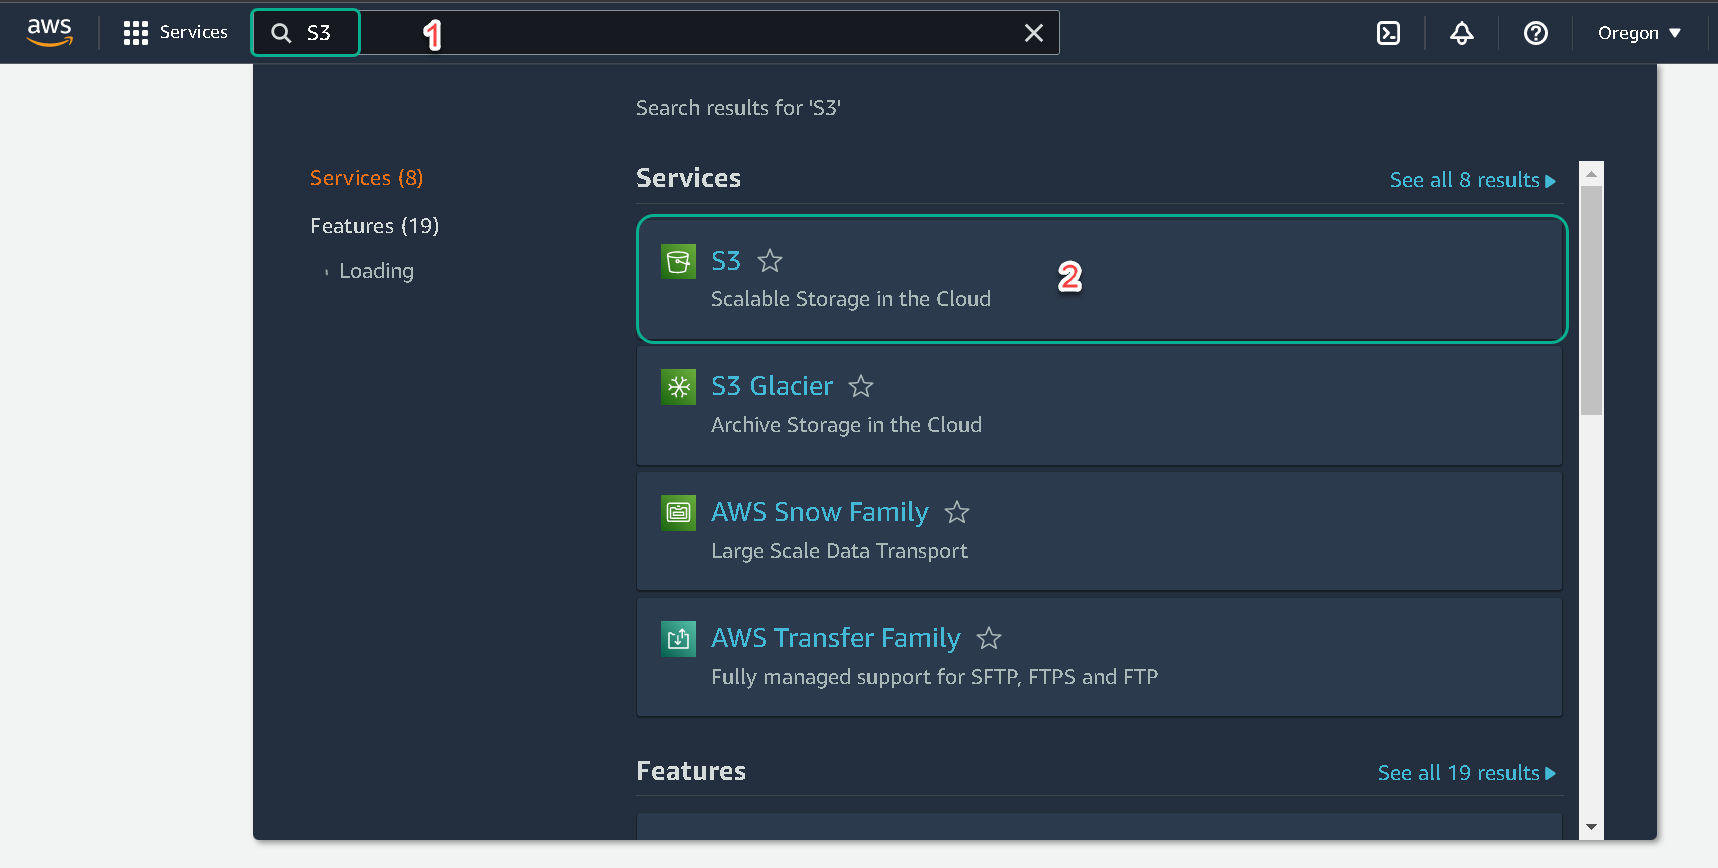 aws
Services
S3
1
Oregon ▼
Search results for 'S3'
Services (8)
Features (19)
Loading
Services
See all 8 results ▶
S3
Scalable Storage in the Cloud
2
S3 Glacier
Archive Storage in the Cloud
AWS Snow Family
Large Scale Data Transport
AWS Transfer Family
Fully managed support for SFTP, FTPS and FTP
Features
See all 19 results ▶